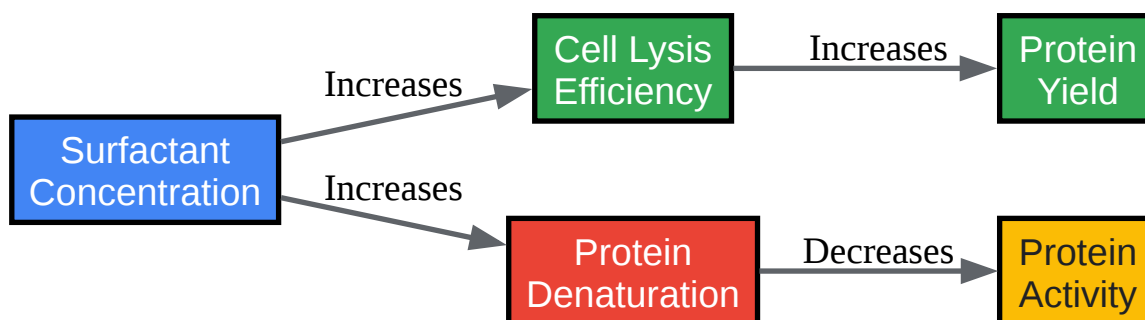 Surfactant
Concentration
Increases
Cell Lysis
Efficiency
Increases
Protein
Yield
Increases
Protein
Denaturation
Decreases
Protein
Activity